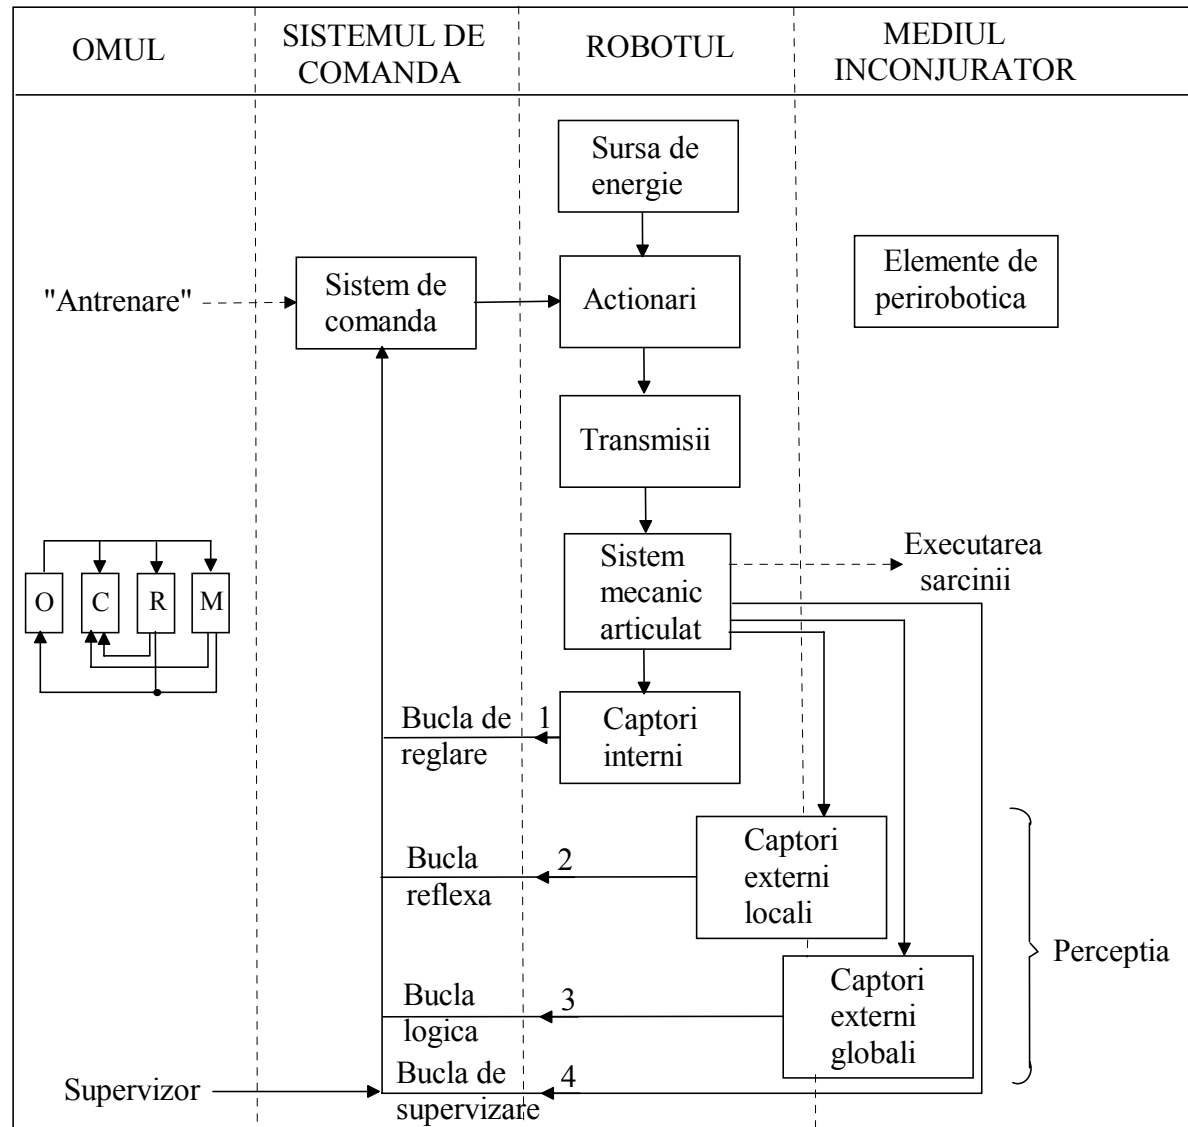 OMUL
SISTEMUL DE
COMANDA
ROBOTUL
MEDIUL
INCONJURATOR
Sursa de
energie
"Antrenare"
Sistem de
comanda
Actionari
Elemente de
perirobotica
Transmisii
O C R M
Sistem
mecanic
articulat
Executarea
sarcinii
Bucla de
reglare
1
Captori
interni
Bucla
reflexa
2
Captori
externi
locali
Perceptia
Bucla
logica
3
Captori
externi
globali
Supervizor
Bucla de
supervizare
4